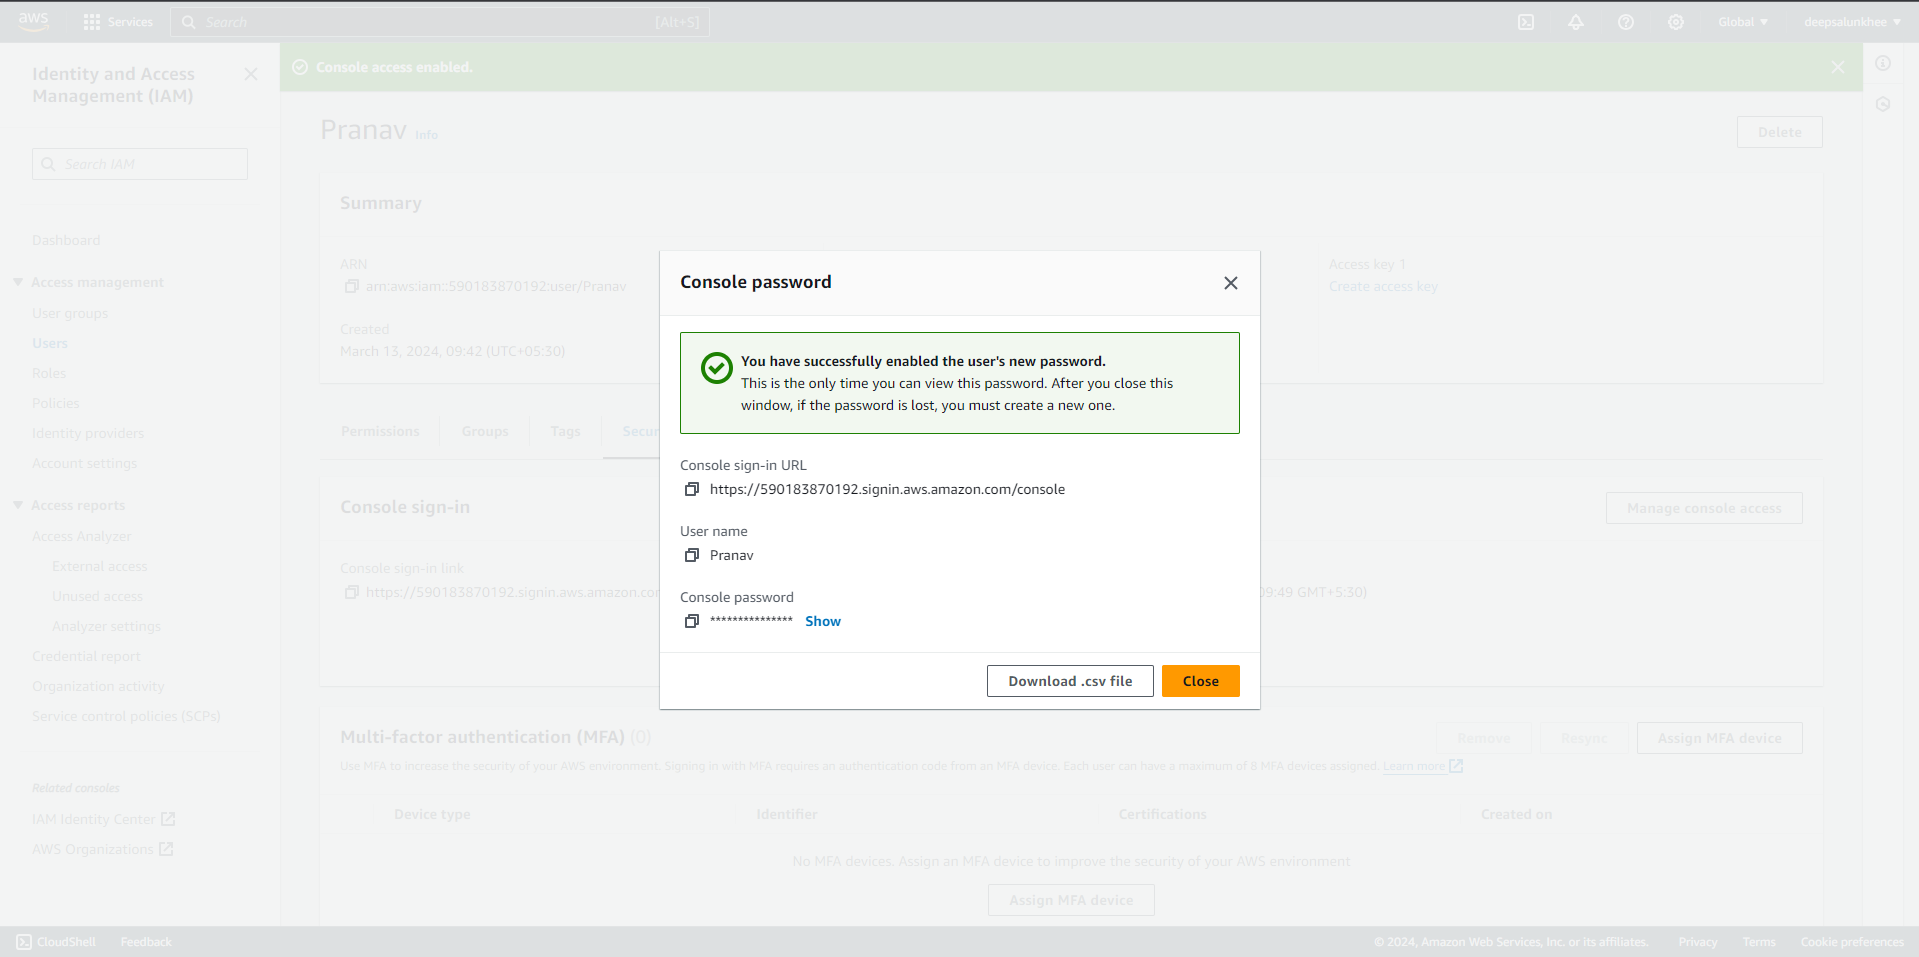 aws
Services
Search
[Alt+S]
Global
deepsalunkhee
Identity and Access
Management (IAM)
Search IAM
Dashboard
Access management
User groups
Users
Roles
Policies
Identity providers
Account settings
Access reports
Access Analyzer
External access
Unused access
Analyzer settings
Credential report
Organization activity
Service control policies (SCPs)
Related consoles
IAM Identity Center
AWS Organizations
Console access enabled.
Pranav Info
Delete
Summary
ARN
arn:aws:iam::590183870192:user/Pranav
Created
March 13, 2024, 09:42 (UTC+05:30)
Access key 1
Create access key
Permissions
Groups
Tags
Secur
Console sign-in
Manage console access
Console sign-in link
https://590183870192.signin.aws.amazon.cor
09:49 GMT+5:30)
Console password
You have successfully enabled the user's new password.
This is the only time you can view this password. After you close this
window, if the password is lost, you must create a new one.
Console sign-in URL
https://590183870192.signin.aws.amazon.com/console
User name
Pranav
Console password
*************** Show
Download .csv file
Close
Multi-factor authentication (MFA) (0)
Remove
Resync
Assign MFA device
Use MFA to increase the security of your AWS environment. Signing in with MFA requires an authentication code from an MFA device. Each user can have a maximum of 8 MFA devices assigned. Learn more
Device type
Identifier
Certifications
Created on
No MFA devices. Assign an MFA device to improve the security of your AWS environment
Assign MFA device
CloudShell
Feedback
© 2024, Amazon Web Services, Inc. or its affiliates.
Privacy
Terms
Cookie preferences